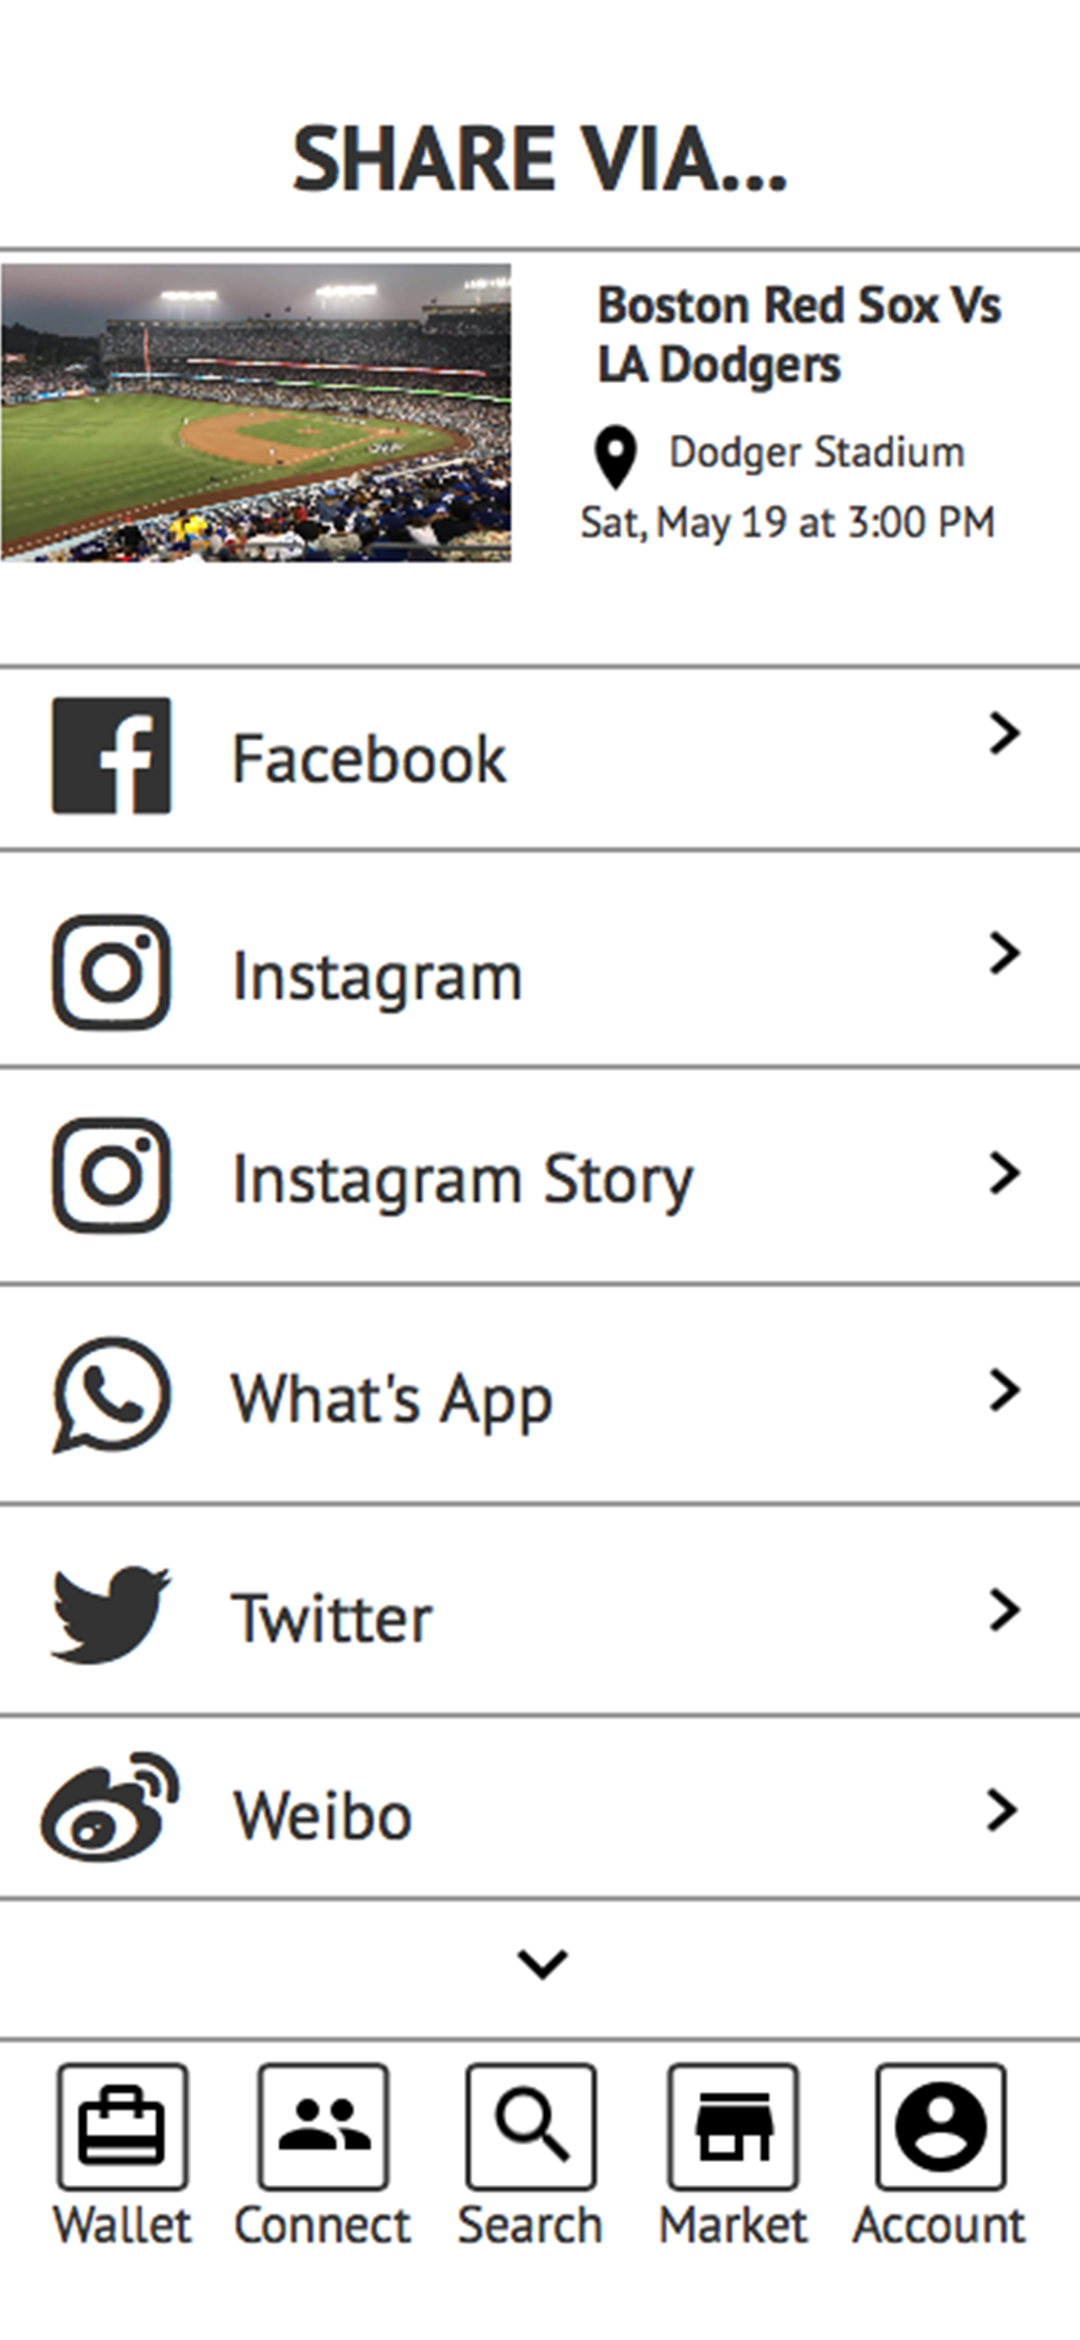 SHARE VIA...
Boston Red Sox Vs
LA Dodgers
Dodger Stadium
Sat, May 19 at 3:00 PM
Facebook
Instagram
Instagram Story
What's App
Twitter
Weibo
Wallet
Connect
Search
Market
Account